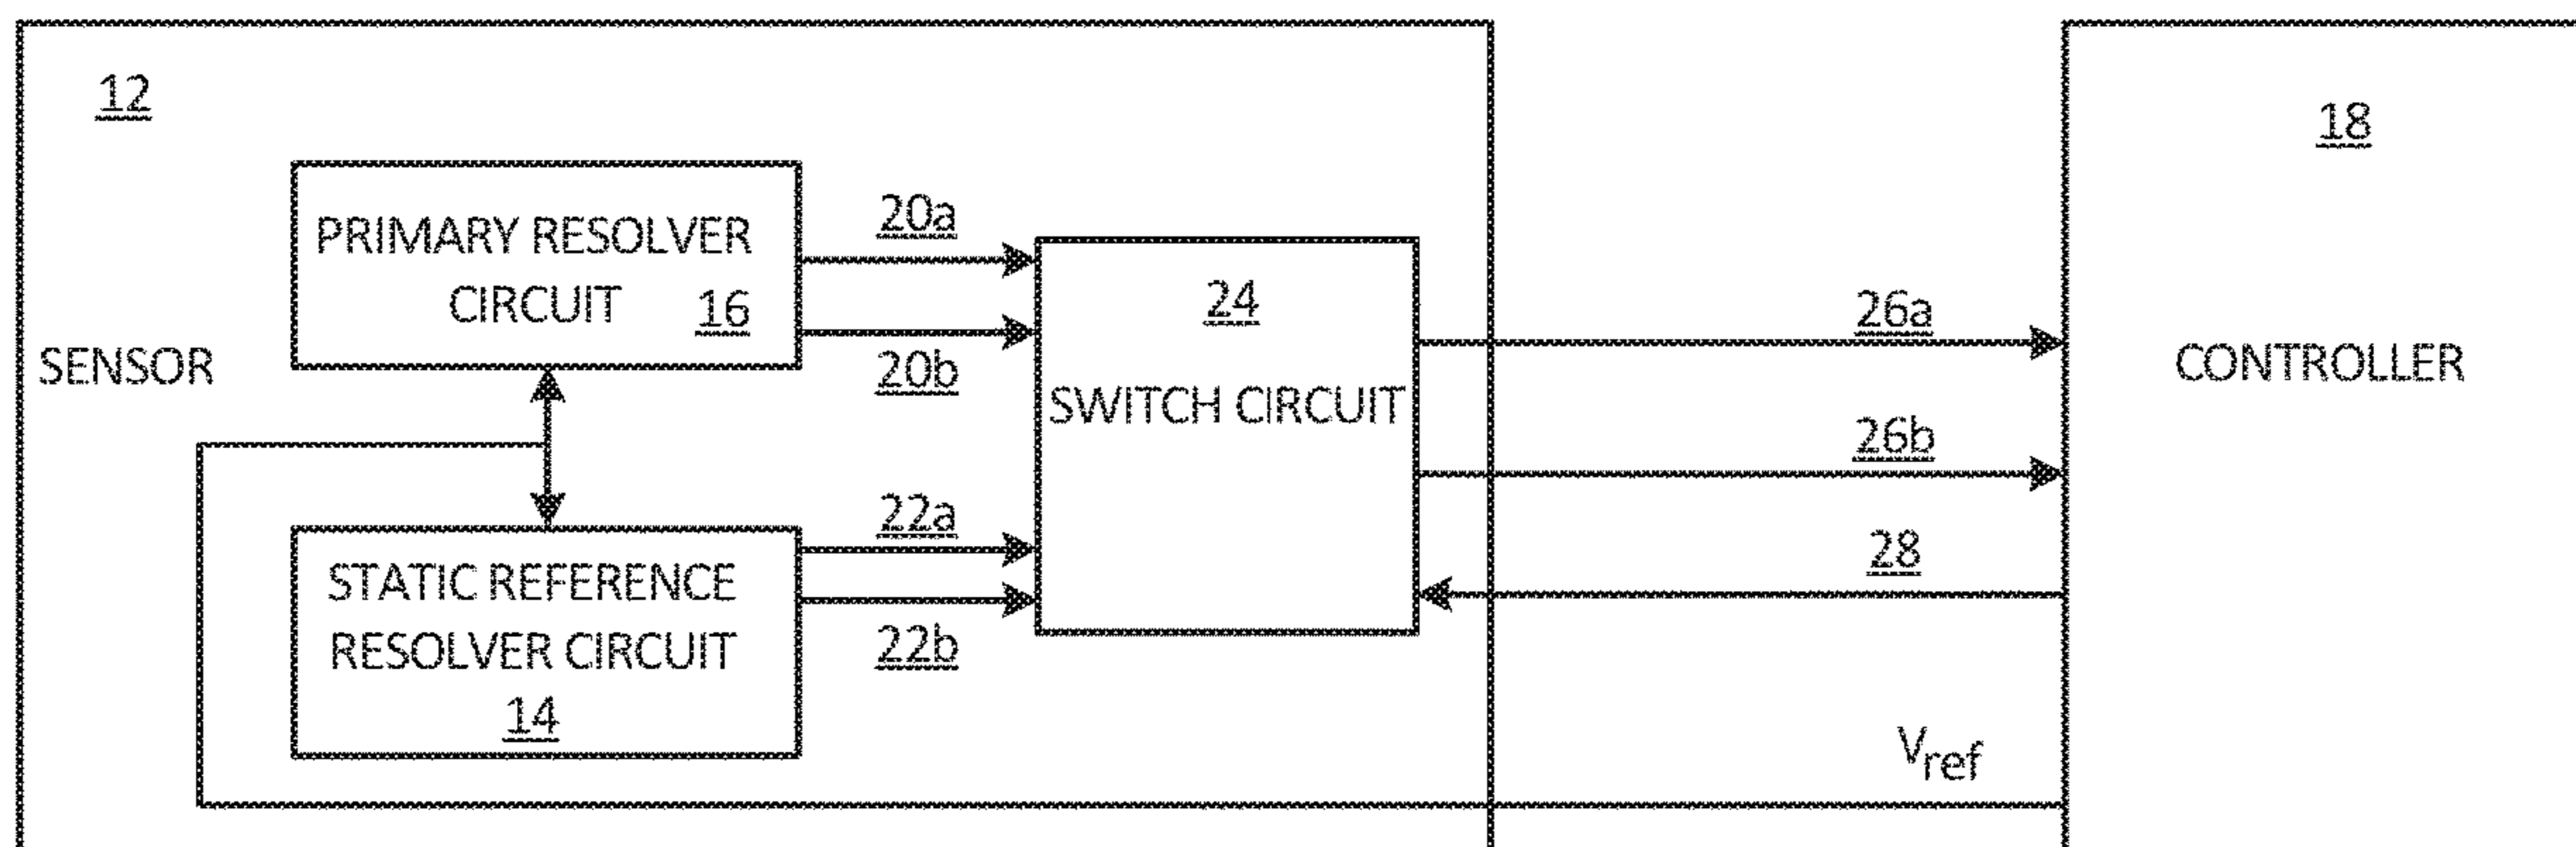 12
18
PRIMARY RESOLVER
CIRCUIT 16
20a
20b
24
SWITCH CIRCUIT
SENSOR
26a
26b
CONTROLLER
28
STATIC REFERENCE
RESOLVER CIRCUIT
14
22a
22b
Vref